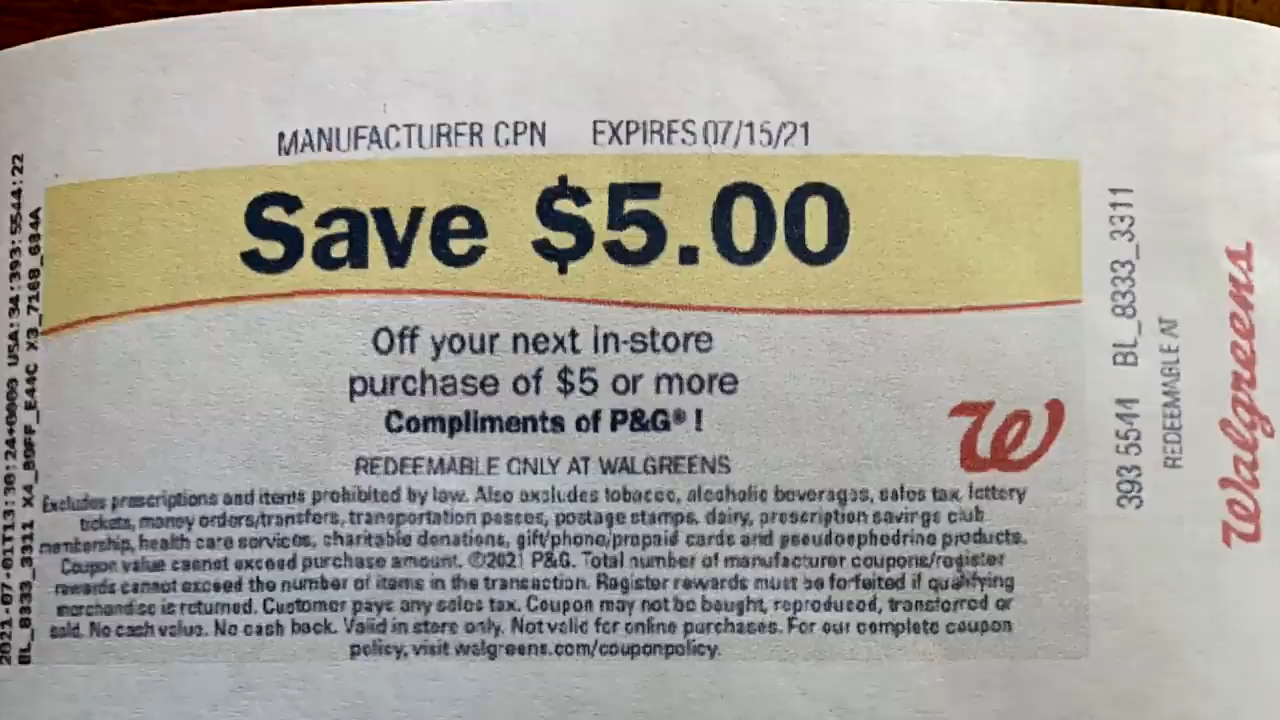 MANUFACTURER CPN EXPIRES 07/15/21
Save $5.00
Off your next in-store
purchase of $5 or more
Compliments of P&G® !
REDEEMABLE ONLY AT WALGREENS
Excludes prescriptions and items prohibited by law. Also excludes tobacco, alcoholic beverages, sales tax, lottery
tickets, money orders/transfers, transportation passes, postage stamps, dairy, prescription savings club
membership, health care services, charitable donations, gift/phone/prepaid cards and pseudoephedrine products.
Coupon value cannot exceed purchase amount. ©2021 P&G. Total number of manufacturer coupons/register
rewards cannot exceed the number of items in the transaction. Register rewards must be forfeited if qualifying
merchandise is returned. Customer pays any sales tax. Coupon may not be bought, reproduced, transferred or
sold. No cash value. No cash back. Valid in store only. Not valid for online purchases. For our complete coupon
policy, visit walgreens.com/couponpolicy.
W
393 5544 BL_8333_3311
REDEEMABLE AT
Walgreens
BL_8333_3311